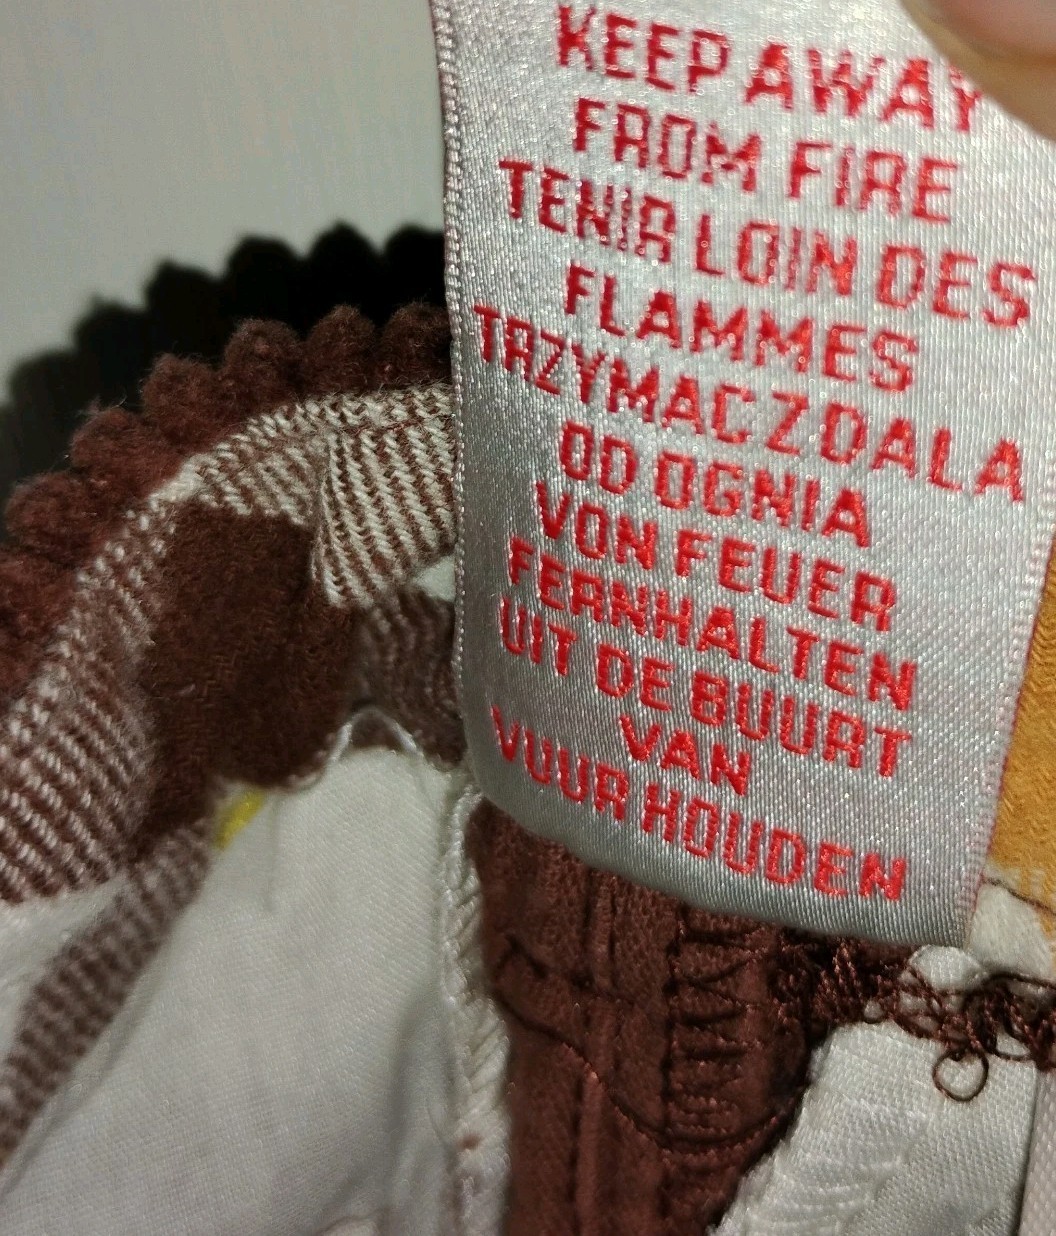 KEEP AWAY
FROM FIRE
TENIR LOIN DES
FLAMMES
TRZYMAC Z DALA
OD OGNIA
VON FEUER
FERNHALTEN
UIT DE BUURT
VAN
VUUR HOUDEN